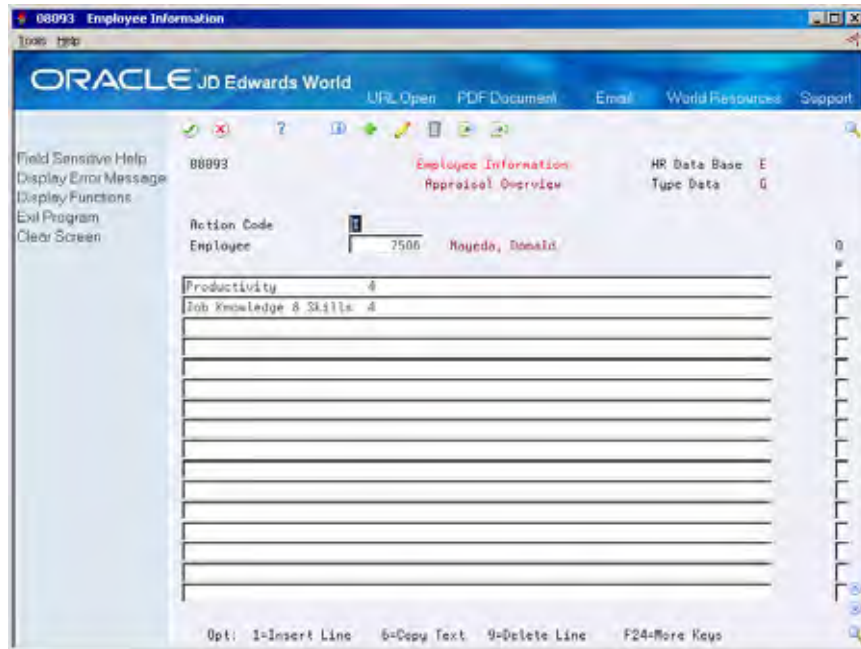 08093 Employee Information
Tools Help
ORACLE JD Edwards World
URL Open PDF Document Email World Resources Support
Field Sensitive Help
Display Error Message
Display Functions
Exit Program
Clear Screen
08093 Employee Information HR Data Base E
Appraisal Overview Type Data G
Action Code I
Employee 7506 Mayeda, Donald
O
P
Productivity 4
Job Knowledge & Skills 4
Opt: 1=Insert Line 6=Copy Text 9=Delete Line F24=More Keys